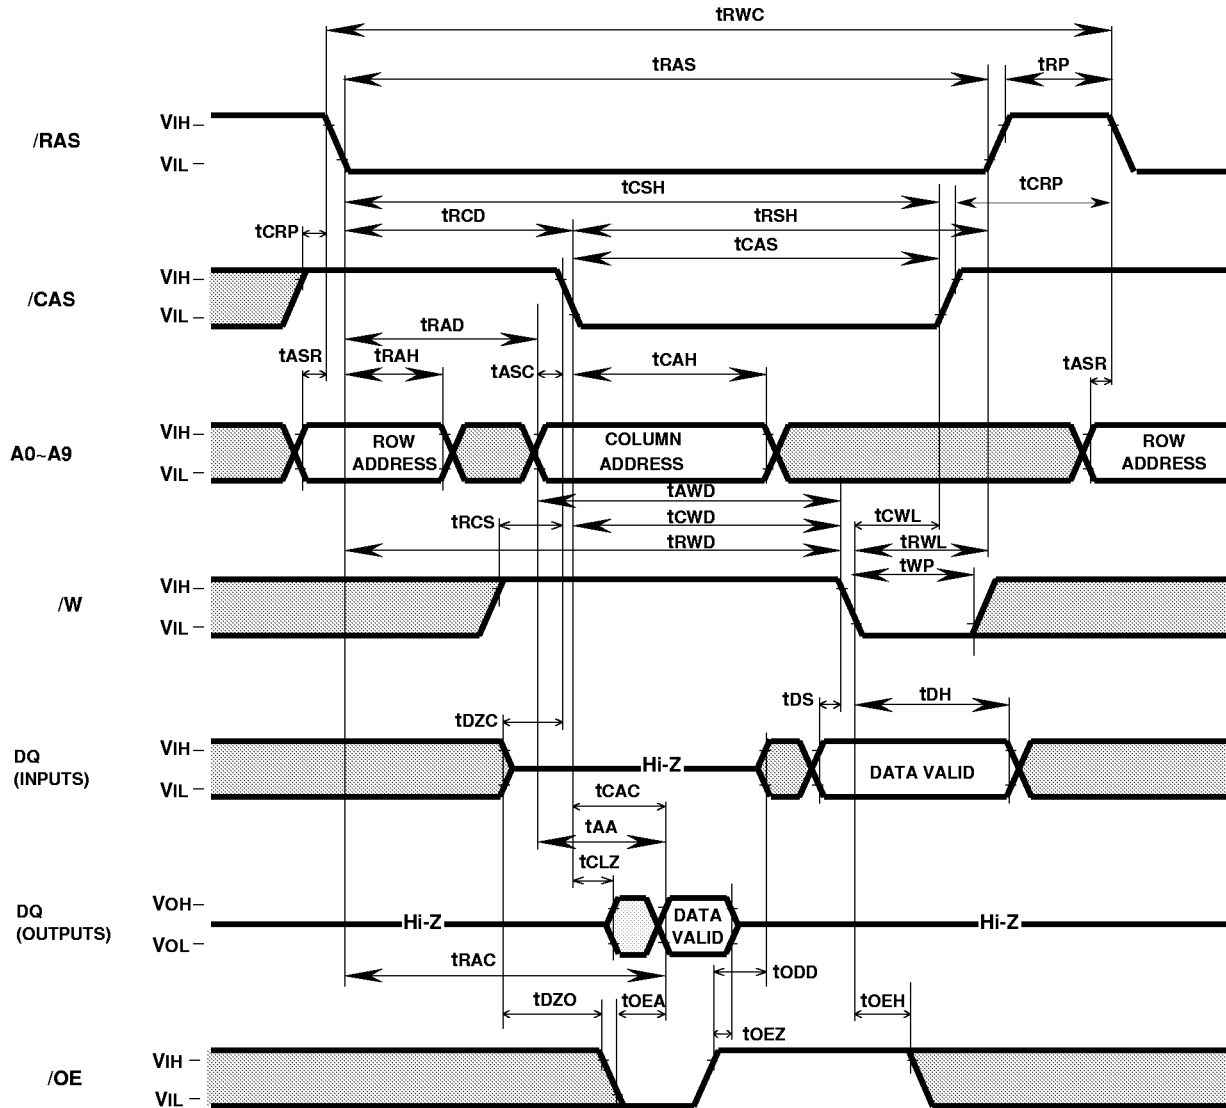 tRWC
tRAS
tRP
/RAS
VIH
VIL
tCSH
tCRP
tRCD
tRSH
tCRP
tCAS
/CAS
VIH
VIL
tRAD
tASR
tRAH
tASC
tCAH
tASR
A0~A9
VIH
VIL
ROW
ADDRESS
COLUMN
ADDRESS
ROW
ADDRESS
tAWD
tRCS
tCWD
tCWL
tRWD
tRWL
tWP
/W
VIH
VIL
tDS
tDH
tDZC
DQ
(INPUTS)
VIH
VIL
Hi-Z
DATA VALID
tCAC
tAA
tCLZ
DQ
(OUTPUTS)
VOH
VOL
Hi-Z
DATA
VALID
Hi-Z
tRAC
tODD
tDZO
tOEA
tOEH
tOEZ
/OE
VIH
VIL